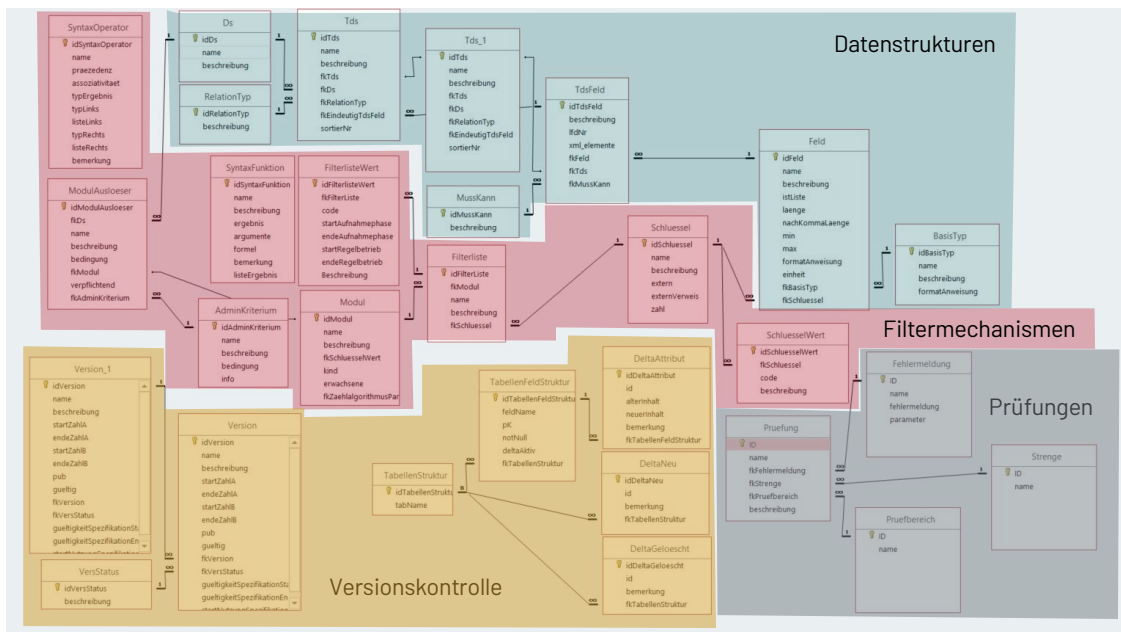 SyntaxOperator
idSyntaxOperator
name
praezedenz
assoziativitaet
typErgebnis
typLinks
listeLinks
typRechts
listeRechts
bemerkung
Ds
idDs
name
beschreibung
RelationTyp
idRelationTyp
beschreibung
Tds
idTds
name
beschreibung
fkTds
fkDs
fkRelationTyp
fkEindeutigTdsFeld
sortierNr
Tds_1
idTds
name
beschreibung
fkTds
fkDs
fkRelationTyp
fkEindeutigTdsFeld
sortierNr
MussKann
idMussKann
beschreibung
TdsFeld
idTdsFeld
beschreibung
lfdNr
xml_elemente
fkFeld
fkTds
fkMussKann
Datenstrukturen
Feld
idFeld
name
beschreibung
istListe
laenge
nachKommaLaenge
min
max
formatAnweisung
einheit
fkBasisTyp
fkSchluessel
BasisTyp
idBasisTyp
name
beschreibung
formatAnweisung
ModulAusloeser
idModulAusloeser
fkDs
name
beschreibung
bedingung
fkModul
verpflichtend
fkAdminKriterium
SyntaxFunktion
idSyntaxFunktion
name
beschreibung
ergebnis
argumente
formel
bemerkung
listeErgebnis
FilterlisteWert
idFilterlisteWert
fkFilterListe
code
startAufnahmephase
endeAufnahmephase
startRegelbetrieb
endeRegelbetrieb
Beschreibung
AdminKriterium
idAdminKriterium
name
beschreibung
bedingung
info
Modul
idModul
name
beschreibung
fkSchluesselWert
kind
erwachsene
fkZaehlalgorithmusPar
Filterliste
idFilterListe
fkModul
name
beschreibung
fkSchluessel
Schluessel
idSchluessel
name
beschreibung
extern
externVerweis
zahl
SchluesselWert
idSchluesselWert
fkSchluessel
code
beschreibung
Filtermechanismen
Version_1
idVersion
name
beschreibung
startZahlA
endeZahlA
startZahlB
endeZahlB
pub
gueltig
fkVersion
fkVersStatus
gueltigkeitSpezifikationSta
gueltigkeitSpezifikationEn
VersStatus
idVersStatus
beschreibung
Version
idVersion
name
beschreibung
startZahlA
endeZahlA
startZahlB
endeZahlB
pub
gueltig
fkVersion
fkVersStatus
gueltigkeitSpezifikationSta
gueltigkeitSpezifikationEn
TabellenStruktur
idTabellenStruktu
tabName
TabellenFeldStruktur
idTabellenFeldStruktu
feldName
pK
notNull
deltaAktiv
fkTabellenStruktur
DeltaAttribut
idDeltaAttribut
id
alterInhalt
neuerInhalt
bemerkung
fkTabellenFeldStruktur
DeltaNeu
idDeltaNeu
id
bemerkung
fkTabellenStruktur
DeltaGeloescht
idDeltaGeloescht
id
bemerkung
fkTabellenStruktur
Versionskontrolle
Fehlermeldung
ID
name
fehlermeldung
parameter
Prüfungen
Pruefung
ID
name
fkFehlermeldung
fkStrenge
fkPruefbereich
beschreibung
Strenge
ID
name
Pruefbereich
ID
name